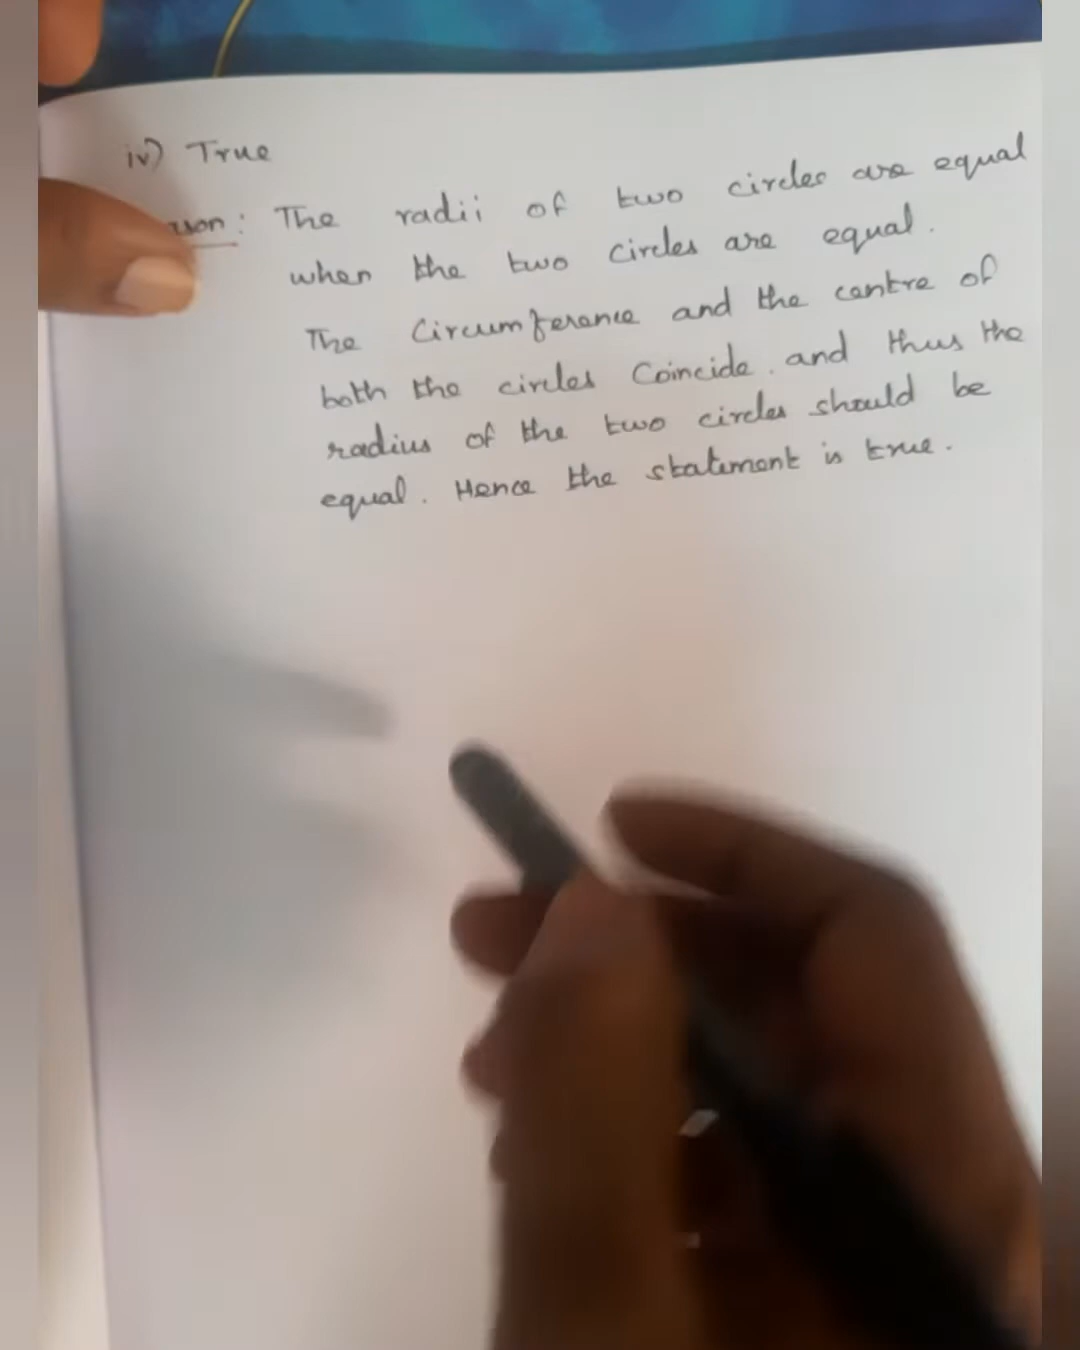 iv) True
The radii of two circles are equal
when the two circles are equal.
The Circumference and the centre of
both the circles Coincide. and thus the
radius of the two circles should be
equal. Hence the statement is true.